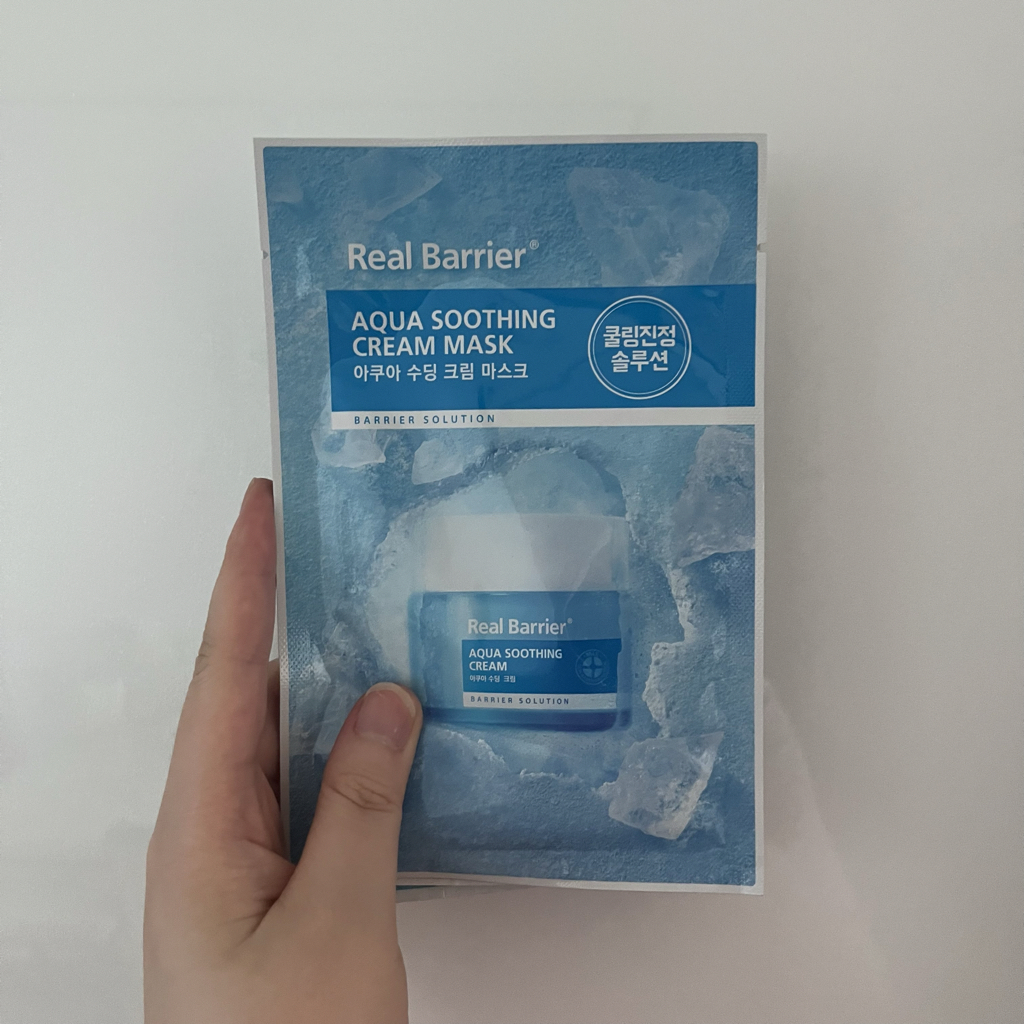 Real Barrier®
AQUA SOOTHING
CREAM MASK
아쿠아 수딩 크림 마스크
쿨링진정
솔루션
BARRIER SOLUTION
Real Barrier®
AQUA SOOTHING
CREAM
아쿠아 수딩 크림
BARRIER SOLUTION